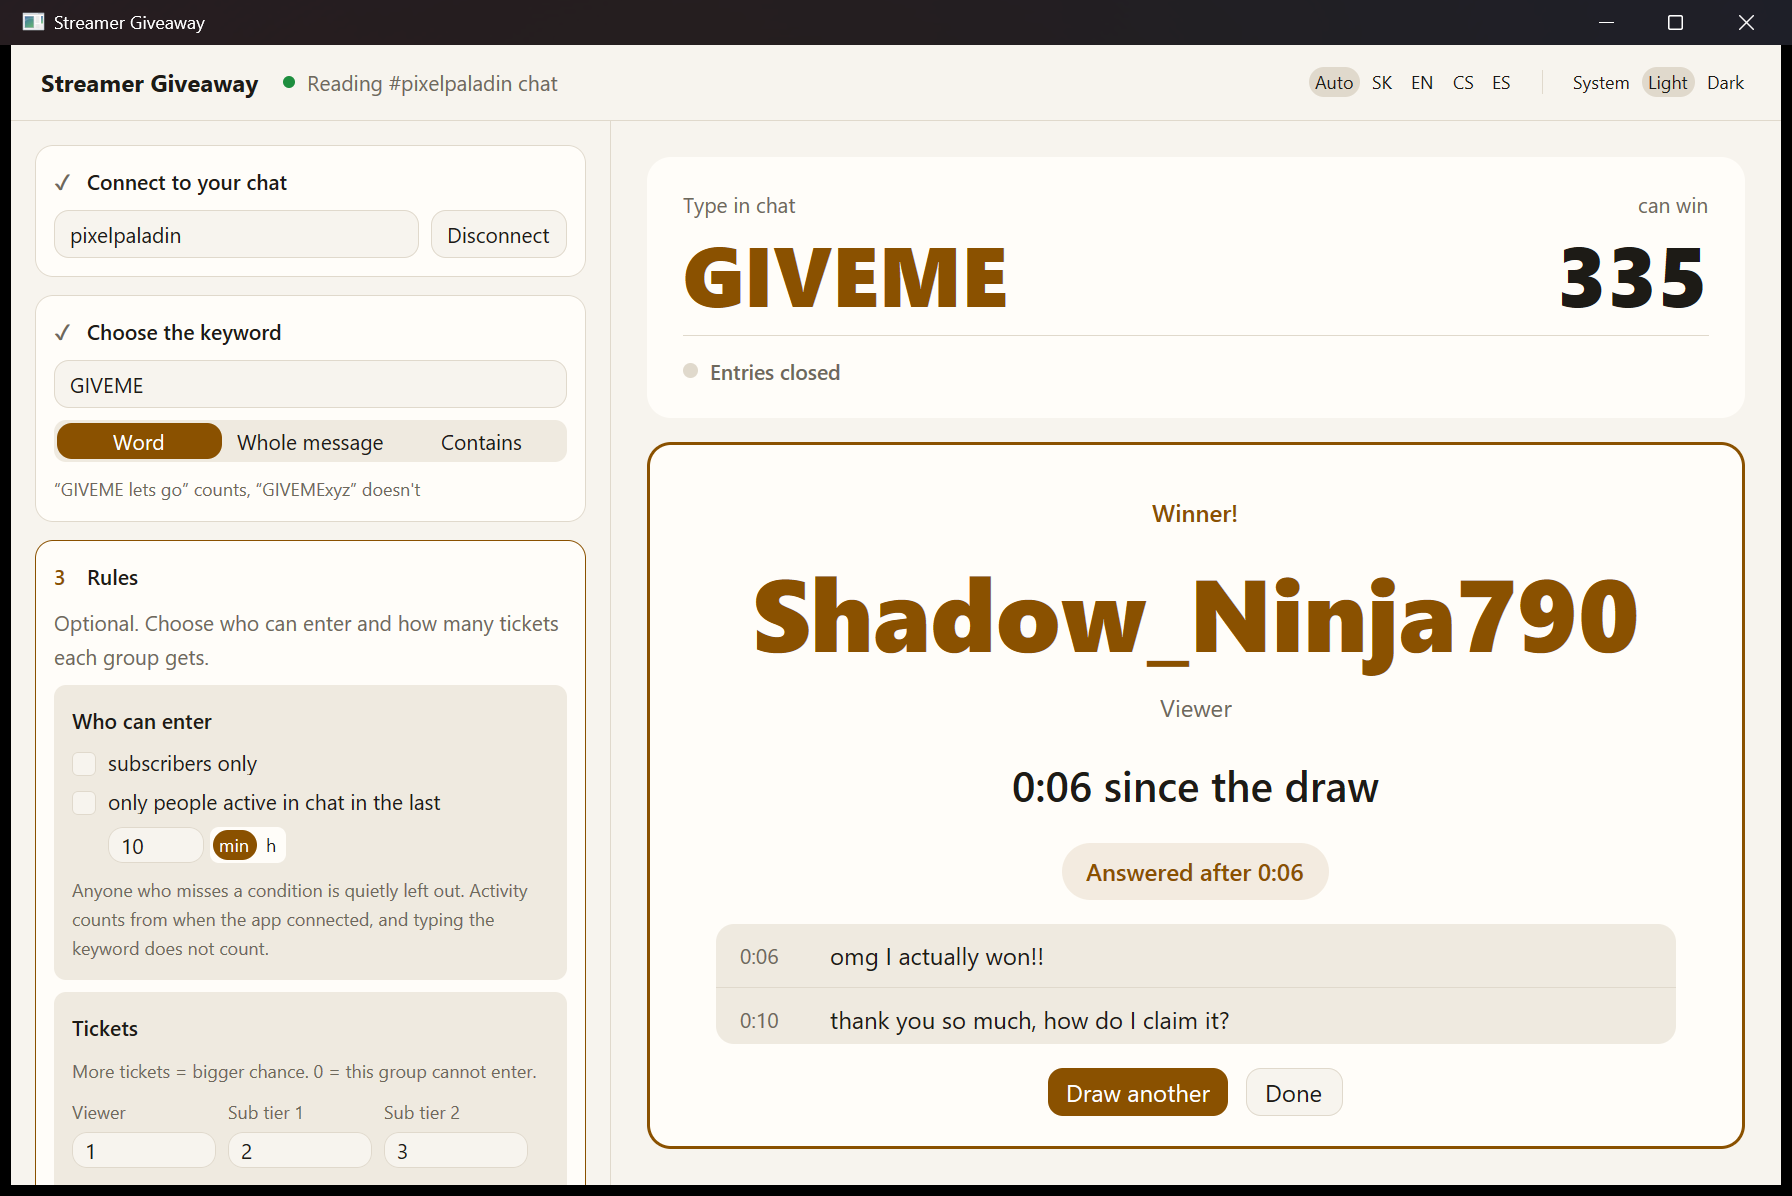 Streamer Giveaway
Streamer Giveaway
Reading #pixelpaladin chat
Auto SK EN CS ES
System Light Dark
✓ Connect to your chat
pixelpaladin
Disconnect
✓ Choose the keyword
GIVEME
Word Whole message Contains
“GIVEME lets go” counts, “GIVEMExyz” doesn't
3 Rules
Optional. Choose who can enter and how many tickets
each group gets.
Who can enter
subscribers only
only people active in chat in the last
10 min h
Anyone who misses a condition is quietly left out. Activity
counts from when the app connected, and typing the
keyword does not count.
Tickets
More tickets = bigger chance. 0 = this group cannot enter.
Viewer Sub tier 1 Sub tier 2
1 2 3
Type in chat
can win
GIVEME
335
Entries closed
Winner!
Shadow_Ninja790
Viewer
0:06 since the draw
Answered after 0:06
0:06 omg I actually won!!
0:10 thank you so much, how do I claim it?
Draw another
Done